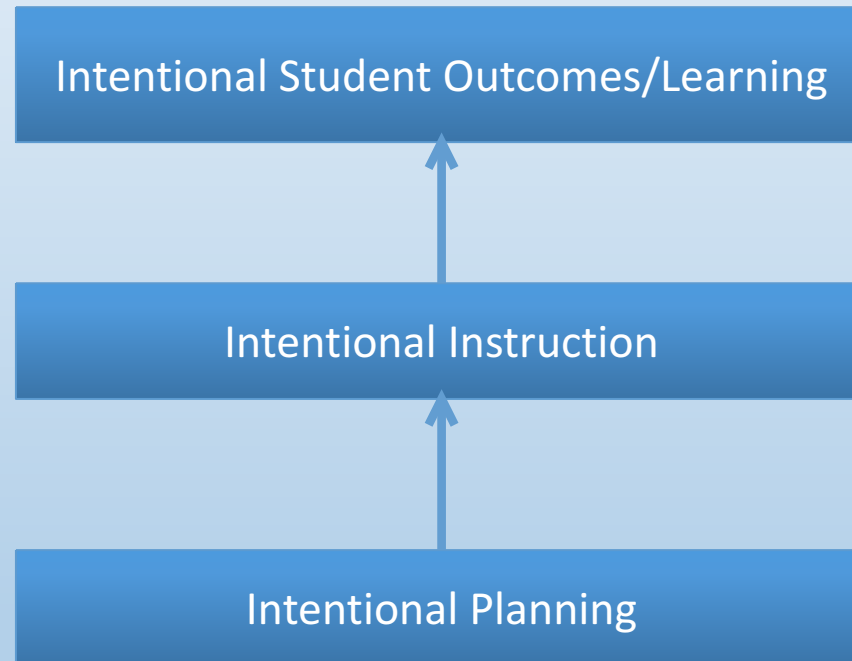 Intentional Student Outcomes/Learning
Intentional Instruction
Intentional Planning